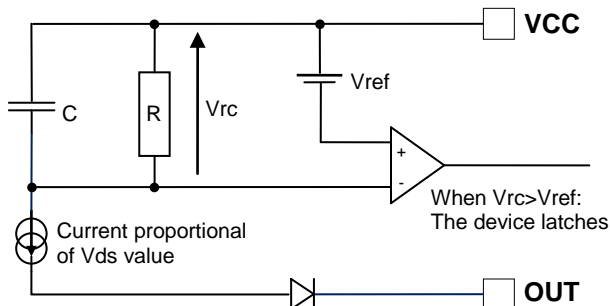 VCC
Vref
C
R
Vrc
+
-
When Vrc>Vref:
The device latches
Current proportional
of Vds value
OUT